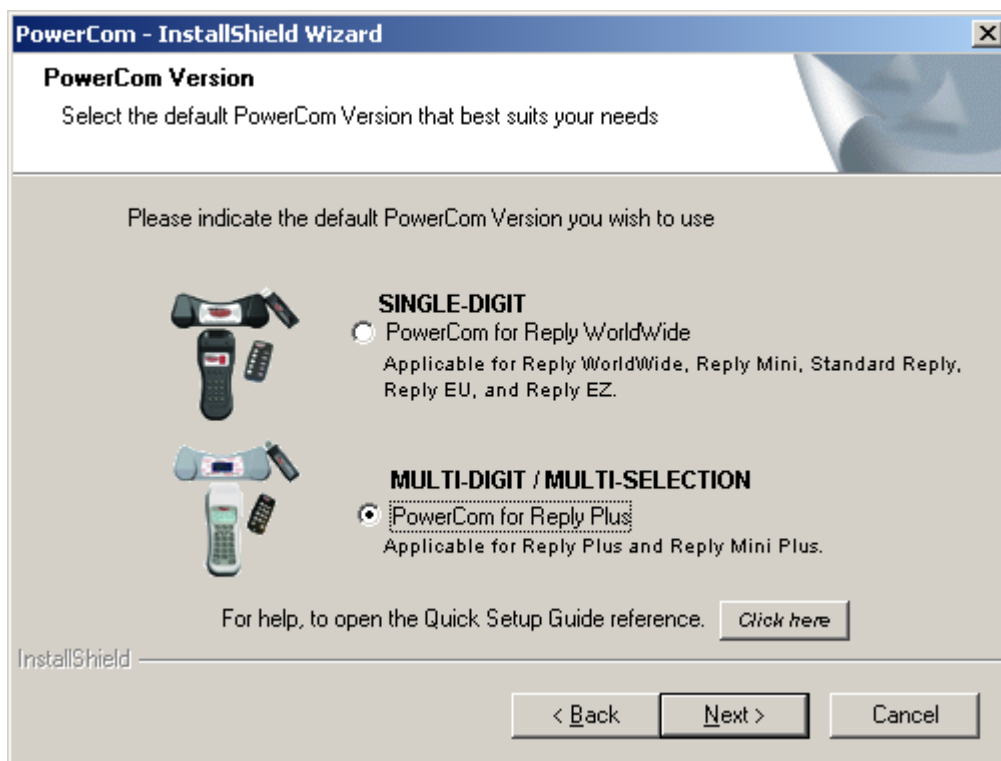 PowerCom - InstallShield Wizard
PowerCom Version
Select the default PowerCom Version that best suits your needs
Please indicate the default PowerCom Version you wish to use
SINGLE-DIGIT
PowerCom for Reply WorldWide
Applicable for Reply WorldWide, Reply Mini, Standard Reply,
Reply EU, and Reply EZ.
MULTI-DIGIT / MULTI-SELECTION
PowerCom for Reply Plus
Applicable for Reply Plus and Reply Mini Plus.
For help, to open the Quick Setup Guide reference. Click here
InstallShield
< Back Next > Cancel